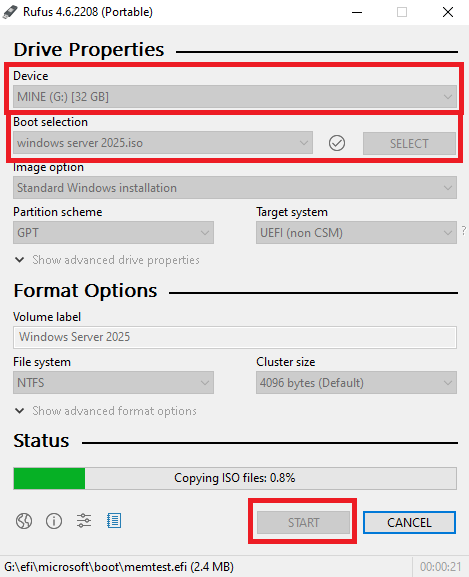 Rufus 4.6.2208 (Portable)
Drive Properties
Device
MINE (G:) [32 GB]
Boot selection
windows server 2025.iso
SELECT
Image option
Standard Windows installation
Partition scheme
Target system
GPT
UEFI (non CSM)
?
Show advanced drive properties
Format Options
Volume label
Windows Server 2025
File system
Cluster size
NTFS
4096 bytes (Default)
Show advanced format options
Status
Copying ISO files: 0.8%
START
CANCEL
G:\efi\microsoft\boot\memtest.efi (2.4 MB)
00:00:21